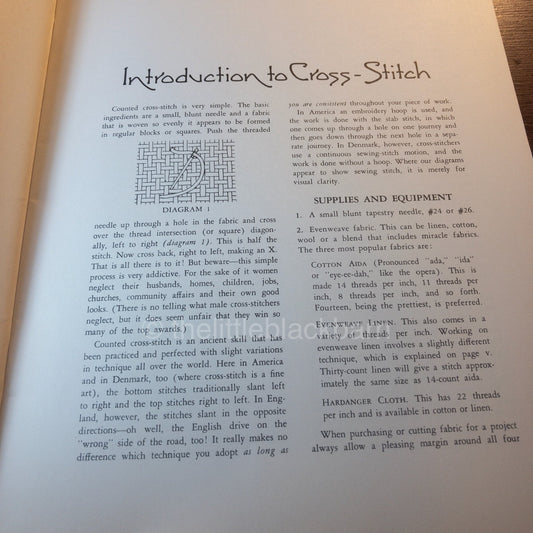 Introduction to Cross-Stitch
Counted cross-stitch is very simple. The basic
ingredients are a small, blunt needle and a fabric
that is woven so evenly it appears to be formed
in regular blocks or squares. Push the threaded
DIAGRAM 1
needle up through a hole in the fabric and cross
over the thread intersection (or square) diagon-
ally, left to right (diagram 1). This is half the
stitch. Now cross back, right to left, making an X.
That is all there is to it! But beware—this simple
process is very addictive. For the sake of it women
neglect their husbands, homes, children, jobs,
churches, community affairs and their own good
looks. (There is no telling what male cross-stitchers
neglect, but it does seem unfair that they win so
many of the top awards.)
Counted cross-stitch is an ancient skill that has
been practiced and perfected with slight variations
in technique all over the world. Here in America
and in Denmark, too (where cross-stitch is a fine
art), the bottom stitches traditionally slant left
to right and the top stitches right to left. In Eng-
land, however, the stitches slant in the opposite
directions—oh well, the English drive on the
"wrong" side of the road, too! It really makes no
difference which technique you adopt as long as
you are consistent throughout your piece of work.
In America an embroidery hoop is used, and
the work is done with the stab stitch, in which
one comes up through a hole on one journey and
then goes down through the next hole in a sepa-
rate journey. In Denmark, however, cross-stitchers
use a continuous sewing-stitch motion, and the
work is done without a hoop. Where our diagrams
appear to show sewing stitch, it is merely for
visual clarity.
SUPPLIES AND EQUIPMENT
1. A small blunt tapestry needle, #24 or #26.
2. Evenweave fabric. This can be linen, cotton,
wool or a blend that includes miracle fabrics.
The three most popular fabrics are:
COTTON AIDA (Pronounced "ada," "ida"
or "eye-ee-dah," like the opera). This is
made 14 threads per inch, 11 threads per
inch, 8 threads per inch, and so forth.
Fourteen, being the prettiest, is preferred.
EVENWEAVE LINEN. This also comes in a
variety of threads per inch. Working on
evenweave linen involves a slightly different
technique, which is explained on page v.
Thirty-count linen will give a stitch approx-
imately the same size as 14-count aida.
HARDANGER CLOTH. This has 22 threads
per inch and is available in cotton or linen.
When purchasing or cutting fabric for a project
always allow a pleasing margin around all four